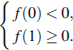 f(0) < 0,
f(1) ≥ 0.